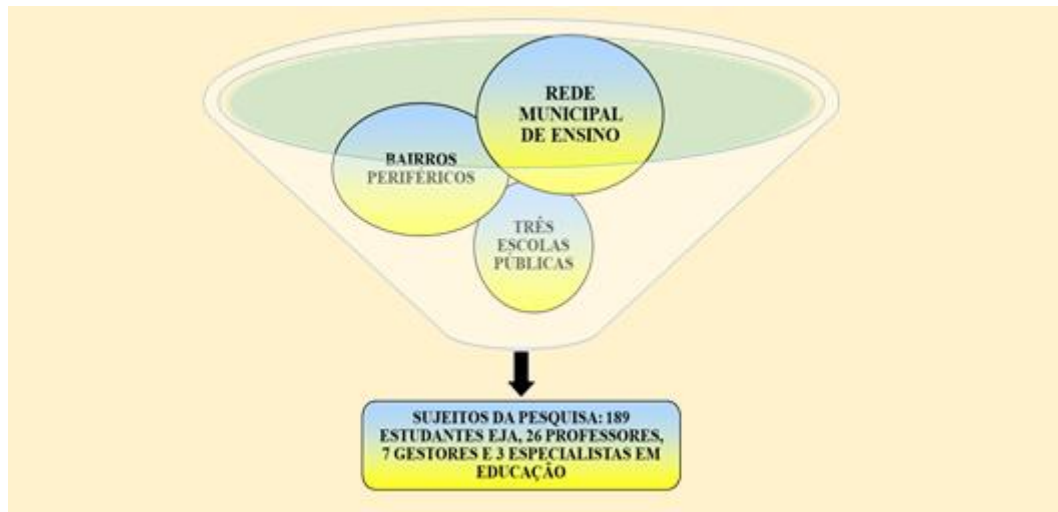 REDE
MUNICIPAL
DE ENSINO
BAIRROS
PERIFÉRICOS
TRÊS
ESCOLAS
PÚBLICAS
SUJEITOS DA PESQUISA: 189
ESTUDANTES EJA, 26 PROFESSORES,
7 GESTORES E 3 ESPECIALISTAS EM
EDUCAÇÃO